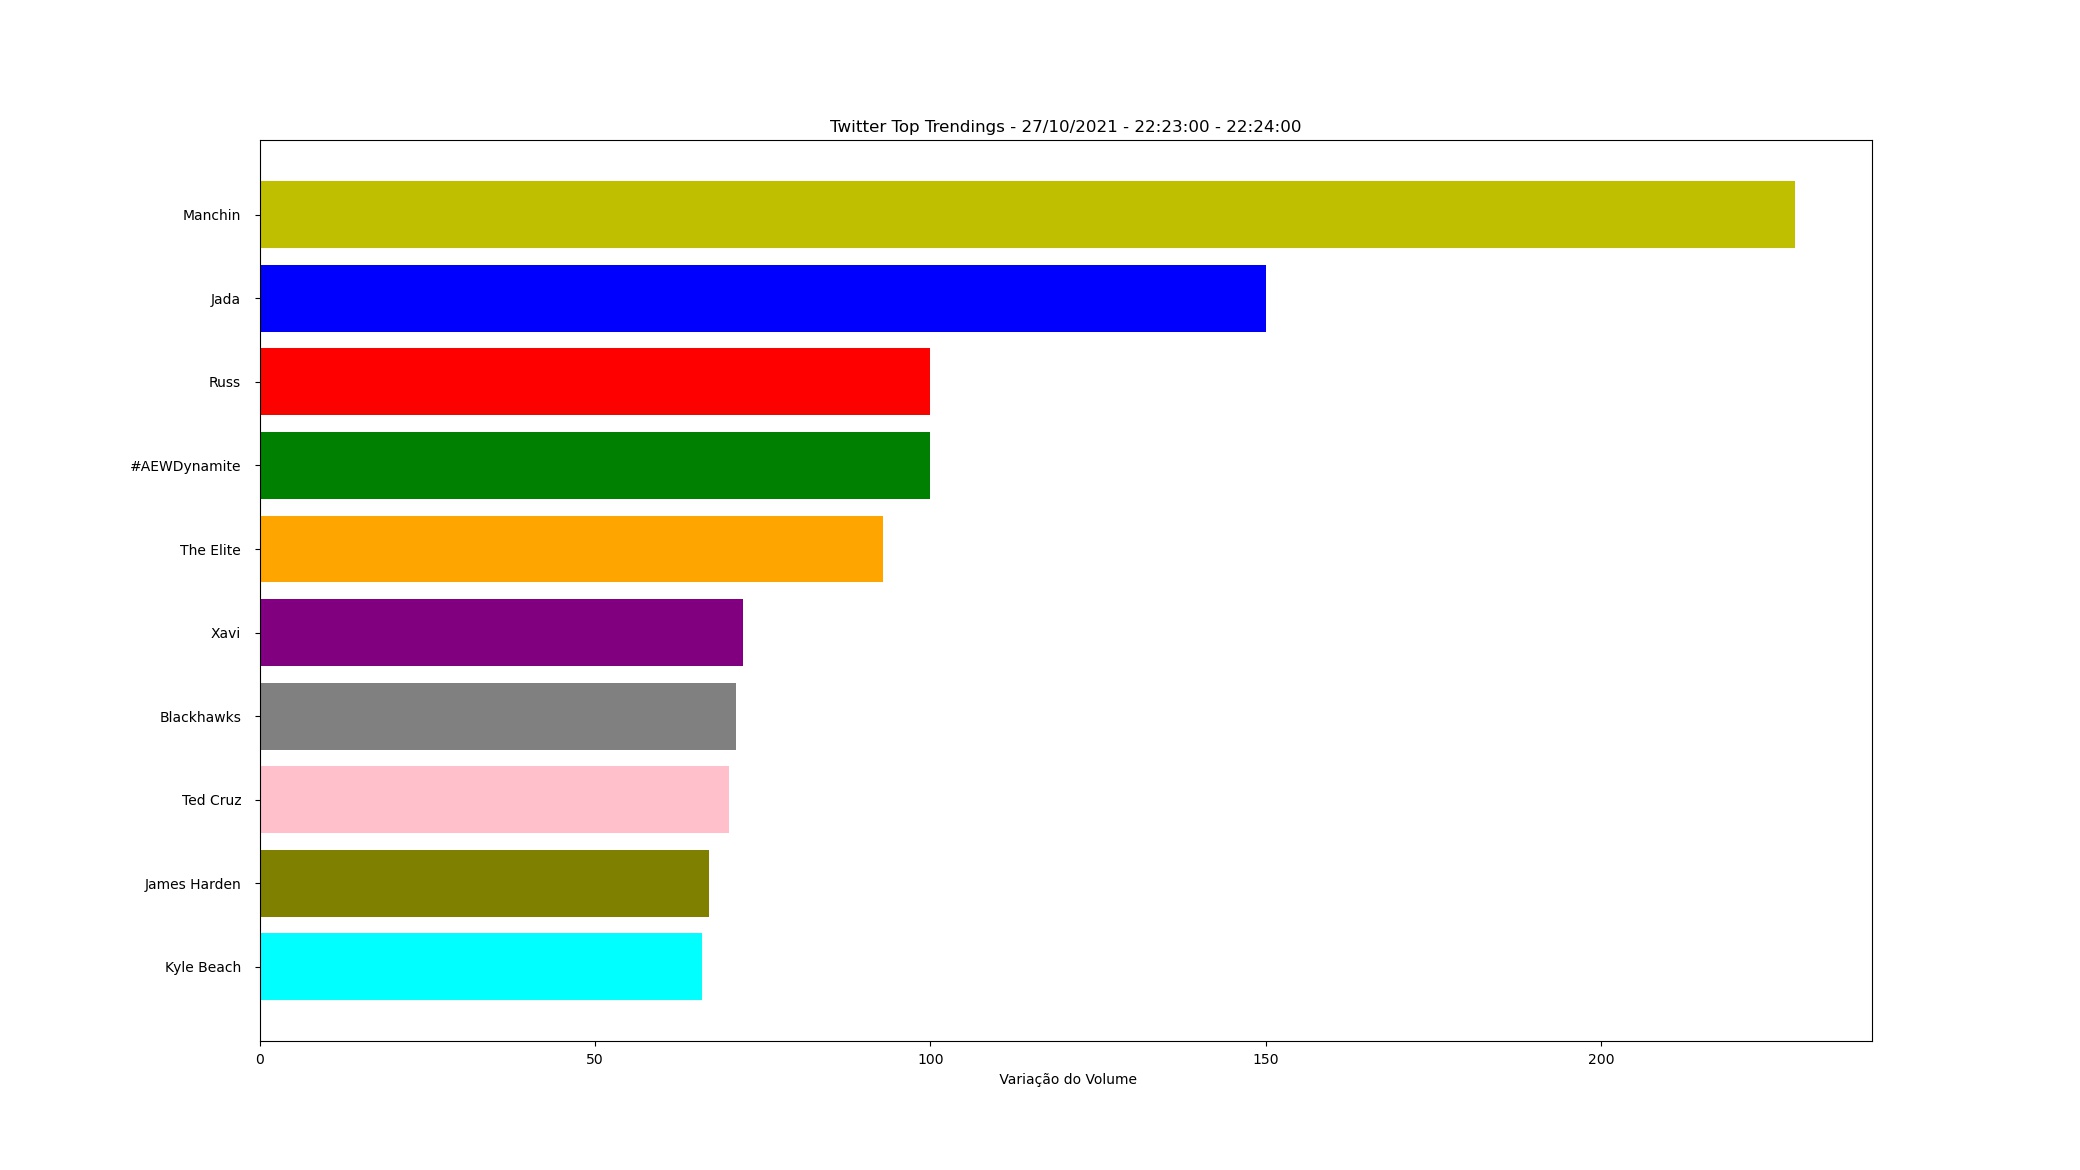 Twitter Top Trendings - 27/10/2021 - 22:23:00 - 22:24:00
Manchin
Jada
Russ
#AEWDynamite
The Elite
Xavi
Blackhawks
Ted Cruz
James Harden
Kyle Beach
0 50 100 150 200
Variação do Volume